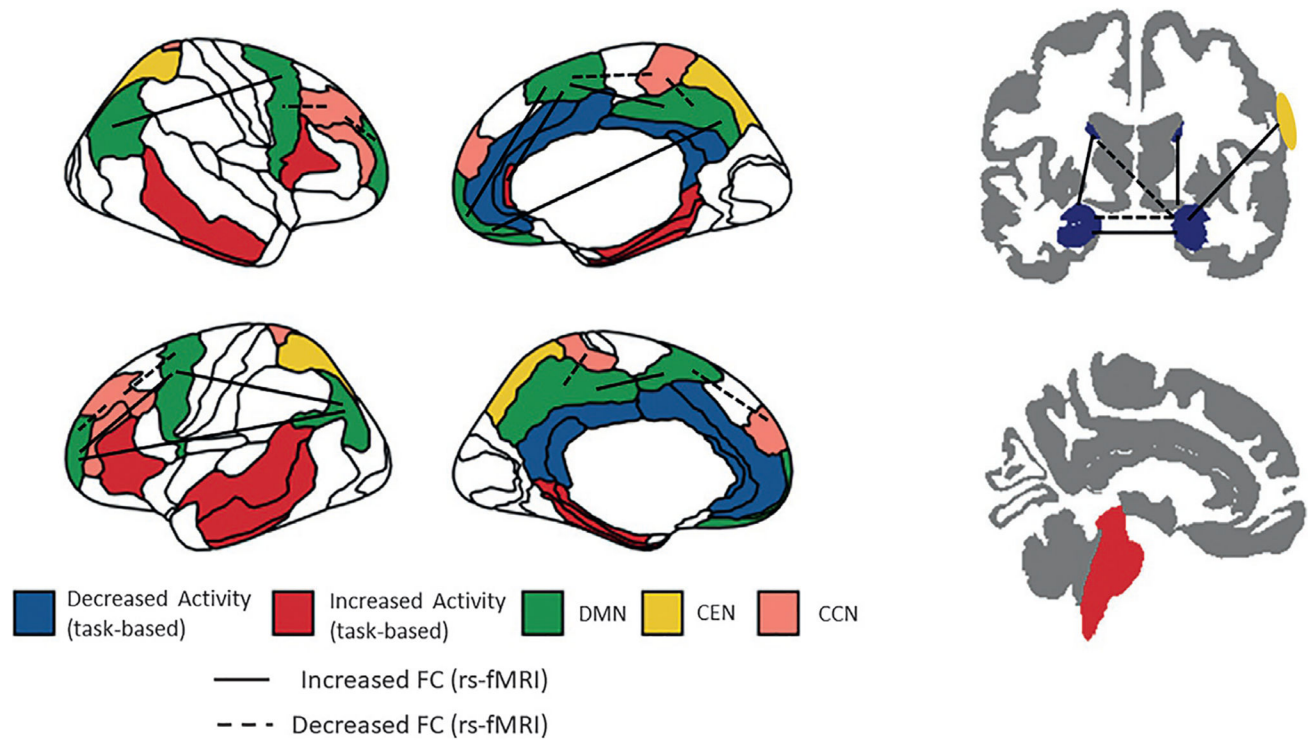 Decreased Activity
(task-based)
Increased Activity
(task-based)
DMN
CEN
CCN
Increased FC (rs-fMRI)
Decreased FC (rs-fMRI)